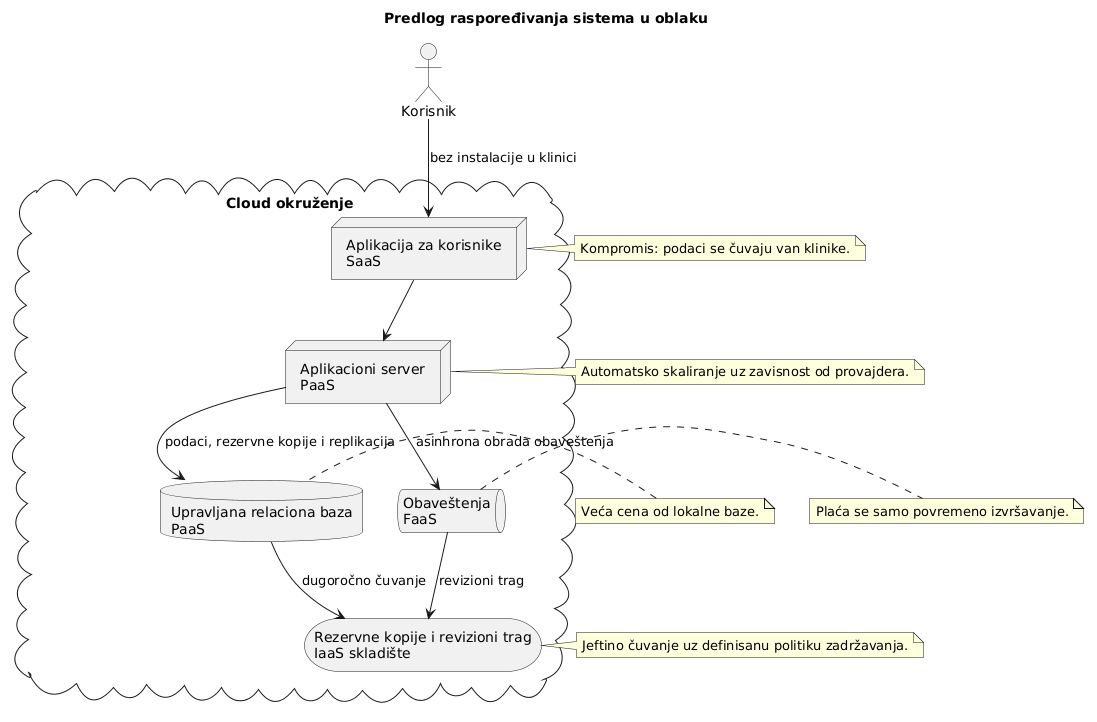 Predlog raspoređivanja sistema u oblaku
Korisnik
bez instalacije u klinici
Cloud okruženje
Aplikacija za korisnike
SaaS
Kompromis: podaci se čuvaju van klinike.
Aplikacioni server
PaaS
Automatsko skaliranje uz zavisnost od provajdera.
podaci, rezervne kopije i replikacija
asinhrona obrada obaveštenja
Upravljana relaciona baza
PaaS
Obaveštenja
FaaS
Veća cena od lokalne baze.
Plaća se samo povremeno izvršavanje.
dugoročno čuvanje
revizioni trag
Rezervne kopije i revizioni trag
IaaS skladište
Jeftino čuvanje uz definisanu politiku zadržavanja.